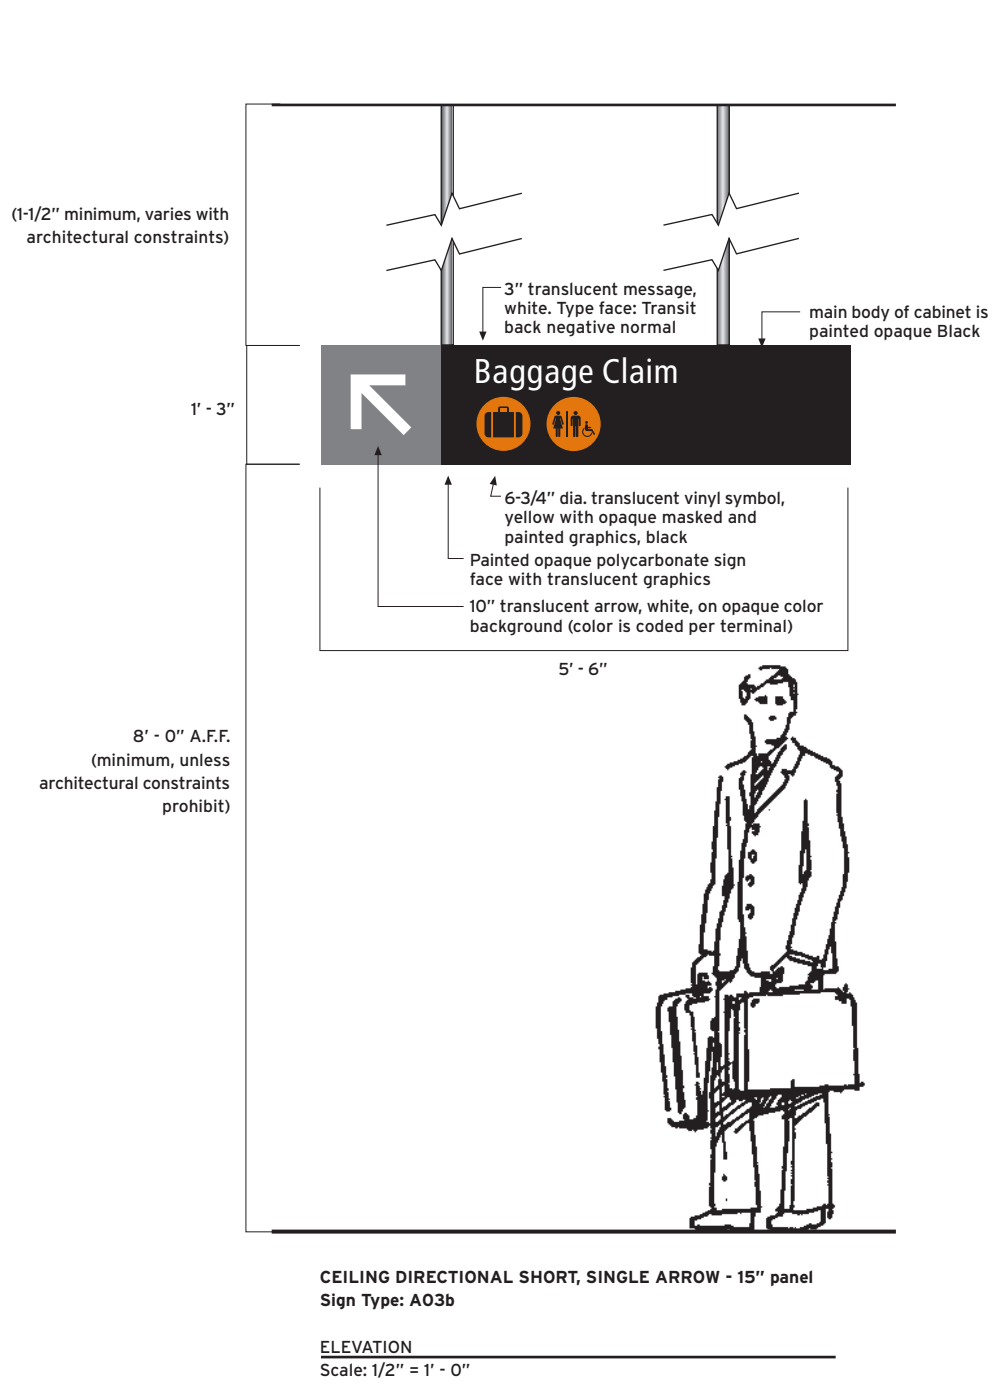 (1-1/2” minimum, varies with
architectural constraints)
3” translucent message,
white. Type face: Transit
back negative normal
main body of cabinet is
painted opaque Black
Baggage Claim
1’ - 3”
6-3/4” dia. translucent vinyl symbol,
yellow with opaque masked and
painted graphics, black
Painted opaque polycarbonate sign
face with translucent graphics
10” translucent arrow, white, on opaque color
background (color is coded per terminal)
5’ - 6”
8’ - 0” A.F.F.
(minimum, unless
architectural constraints
prohibit)
CEILING DIRECTIONAL SHORT, SINGLE ARROW - 15” panel
Sign Type: A03b
ELEVATION
Scale: 1/2” = 1’ - 0”